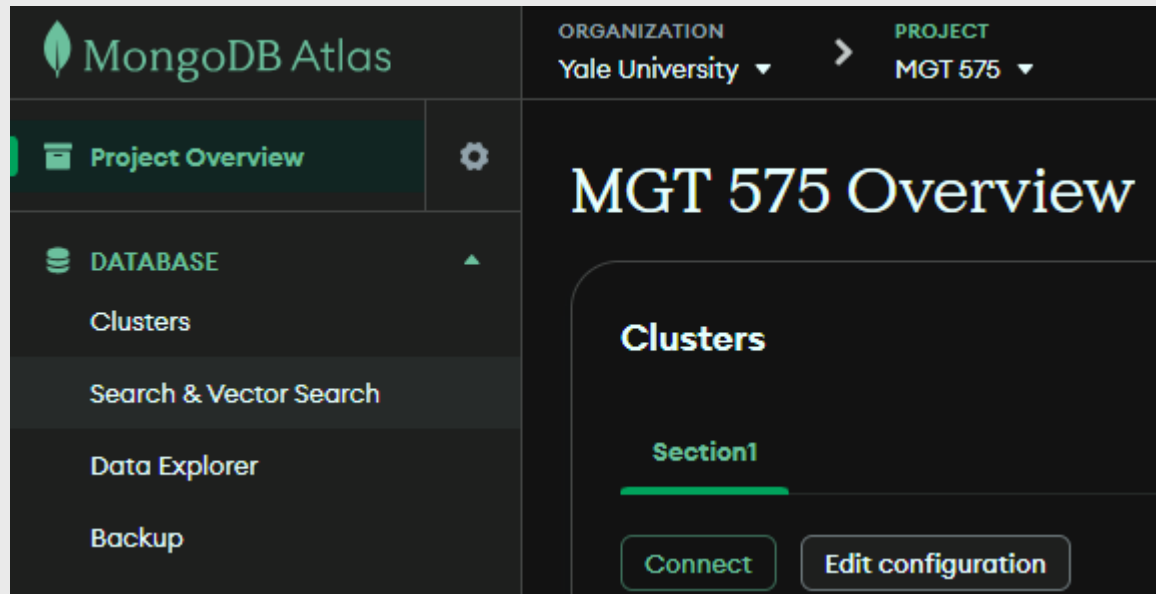 MongoDB Atlas
ORGANIZATION
Yale University
PROJECT
MGT 575
Project Overview
DATABASE
Clusters
Search & Vector Search
Data Explorer
Backup
MGT 575 Overview
Clusters
Section1
Connect
Edit configuration